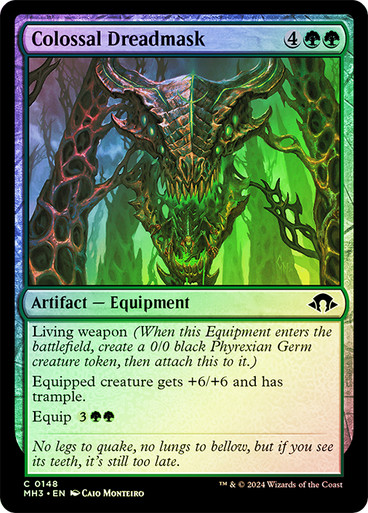 Colossal Dreadmask 4
Artifact — Equipment
Living weapon (When this Equipment enters the
battlefield, create a 0/0 black Phyrexian Germ
creature token, then attach this to it.)
Equipped creature gets +6/+6 and has
trample.
Equip 3
No legs to quake, no lungs to bellow, but if you see
its teeth, it's still too late.
C 0148
MH3 • EN Caio Monteiro
™ & © 2024 Wizards of the Coast